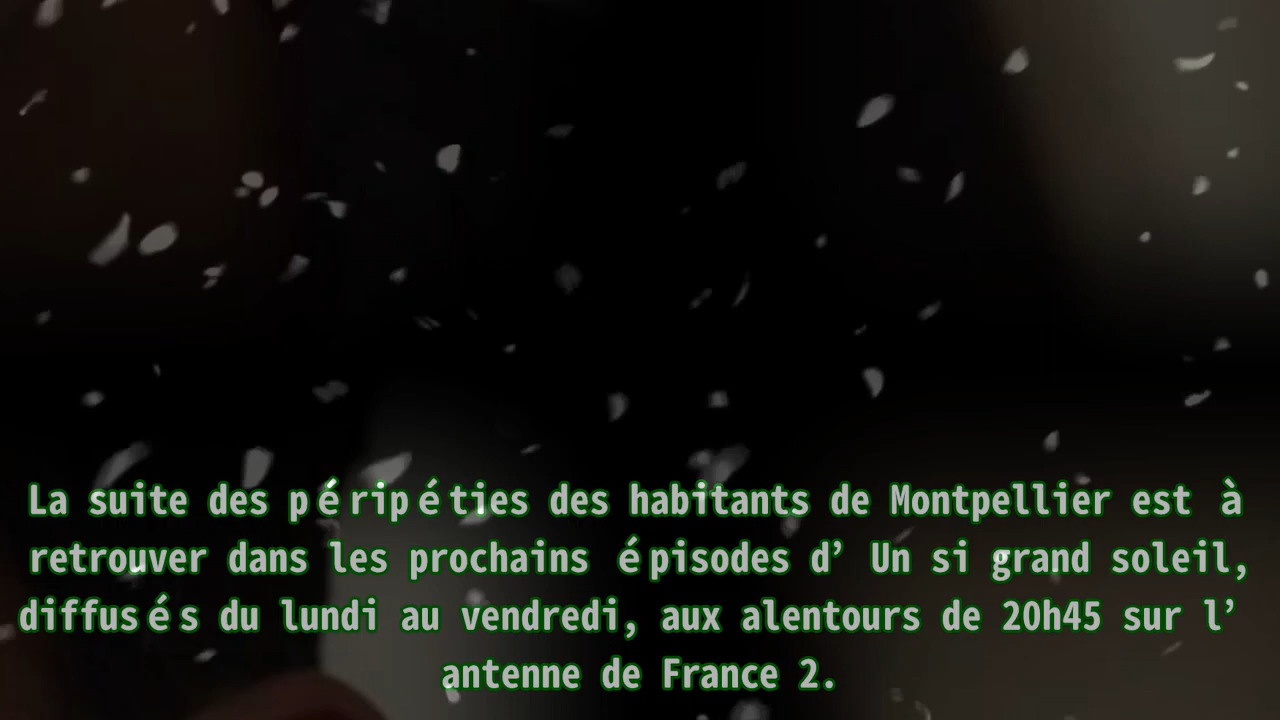 La suite des péripéties des habitants de Montpellier est à
retrouver dans les prochains épisodes d’ Un si grand soleil,
diffusés du lundi au vendredi, aux alentours de 20h45 sur l’
antenne de France 2.